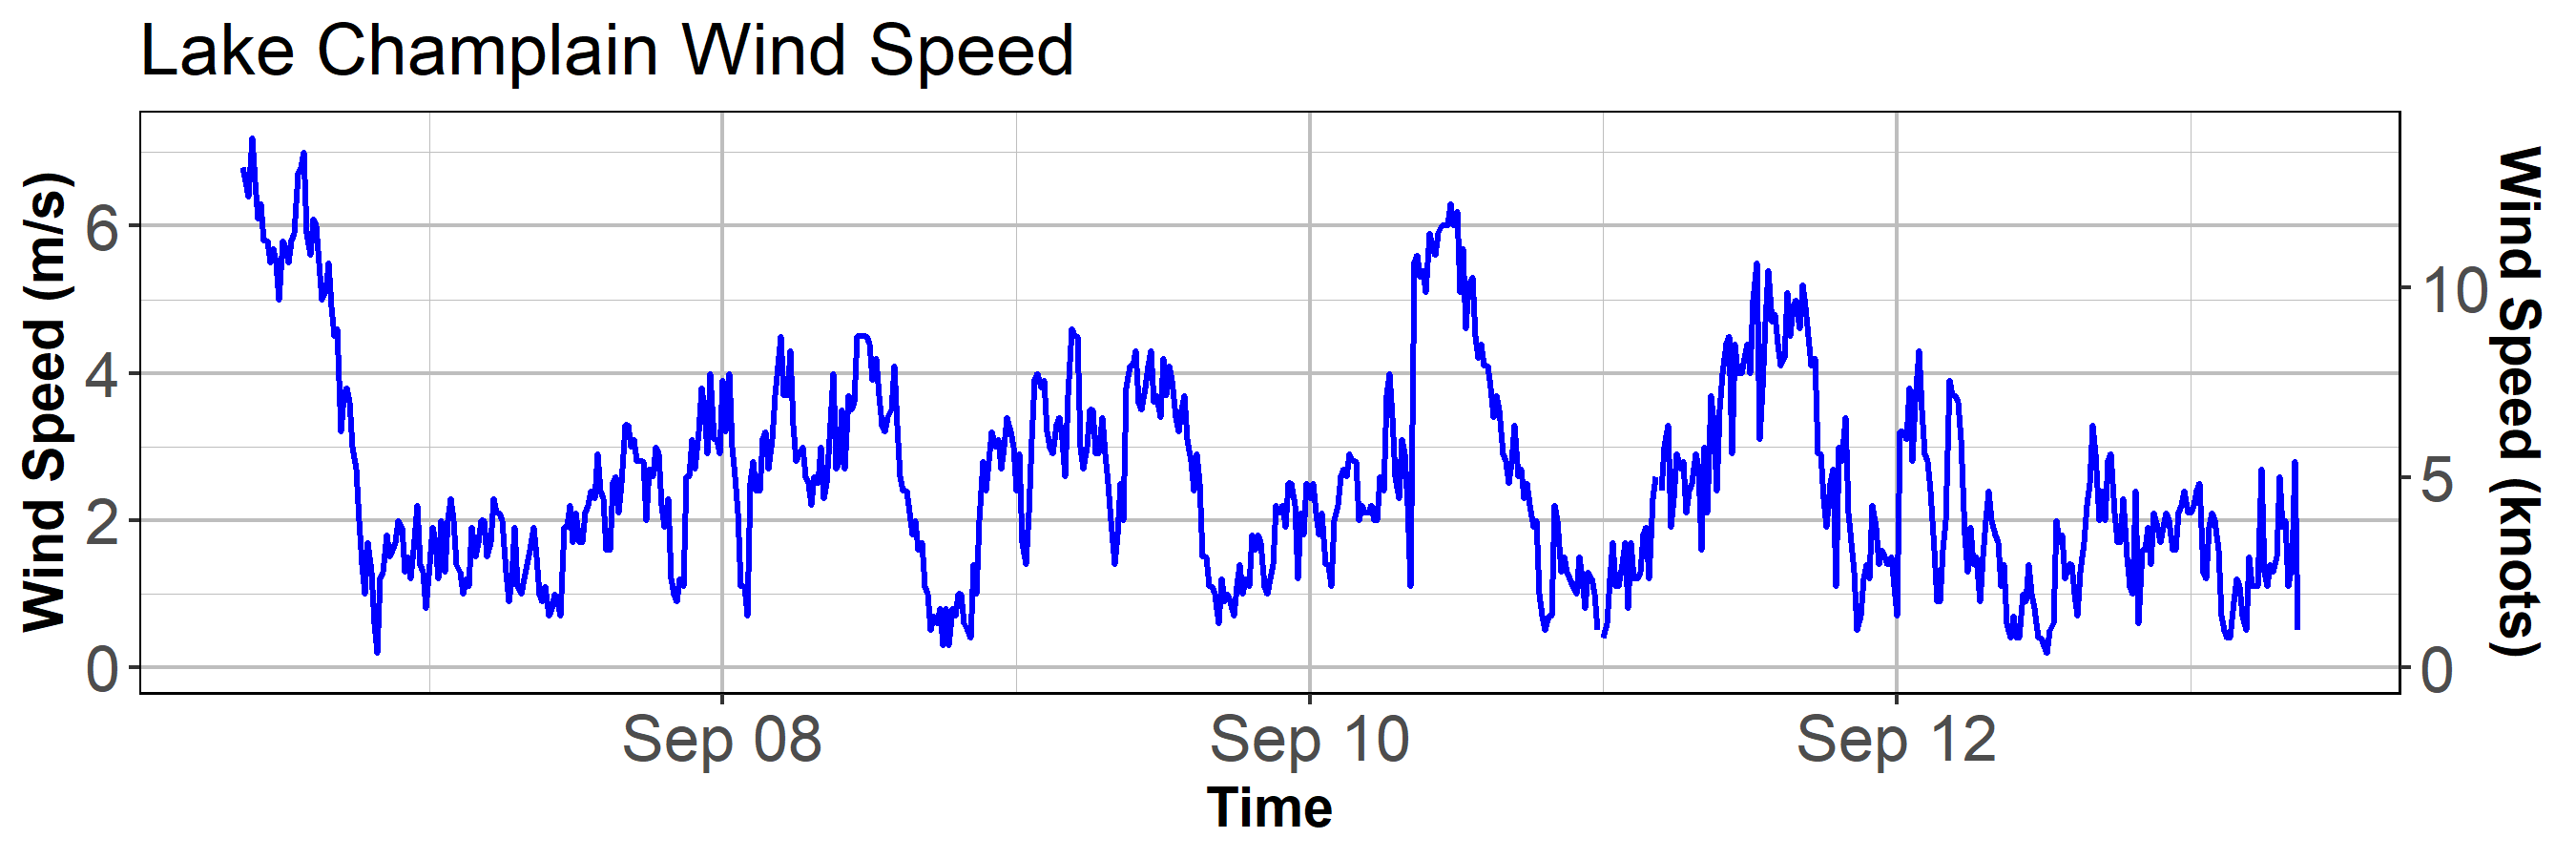 Lake Champlain Wind Speed
Wind Speed (m/s)
6
4
2
0
10
5
0
Wind Speed (knots)
Sep 08
Sep 10
Sep 12
Time